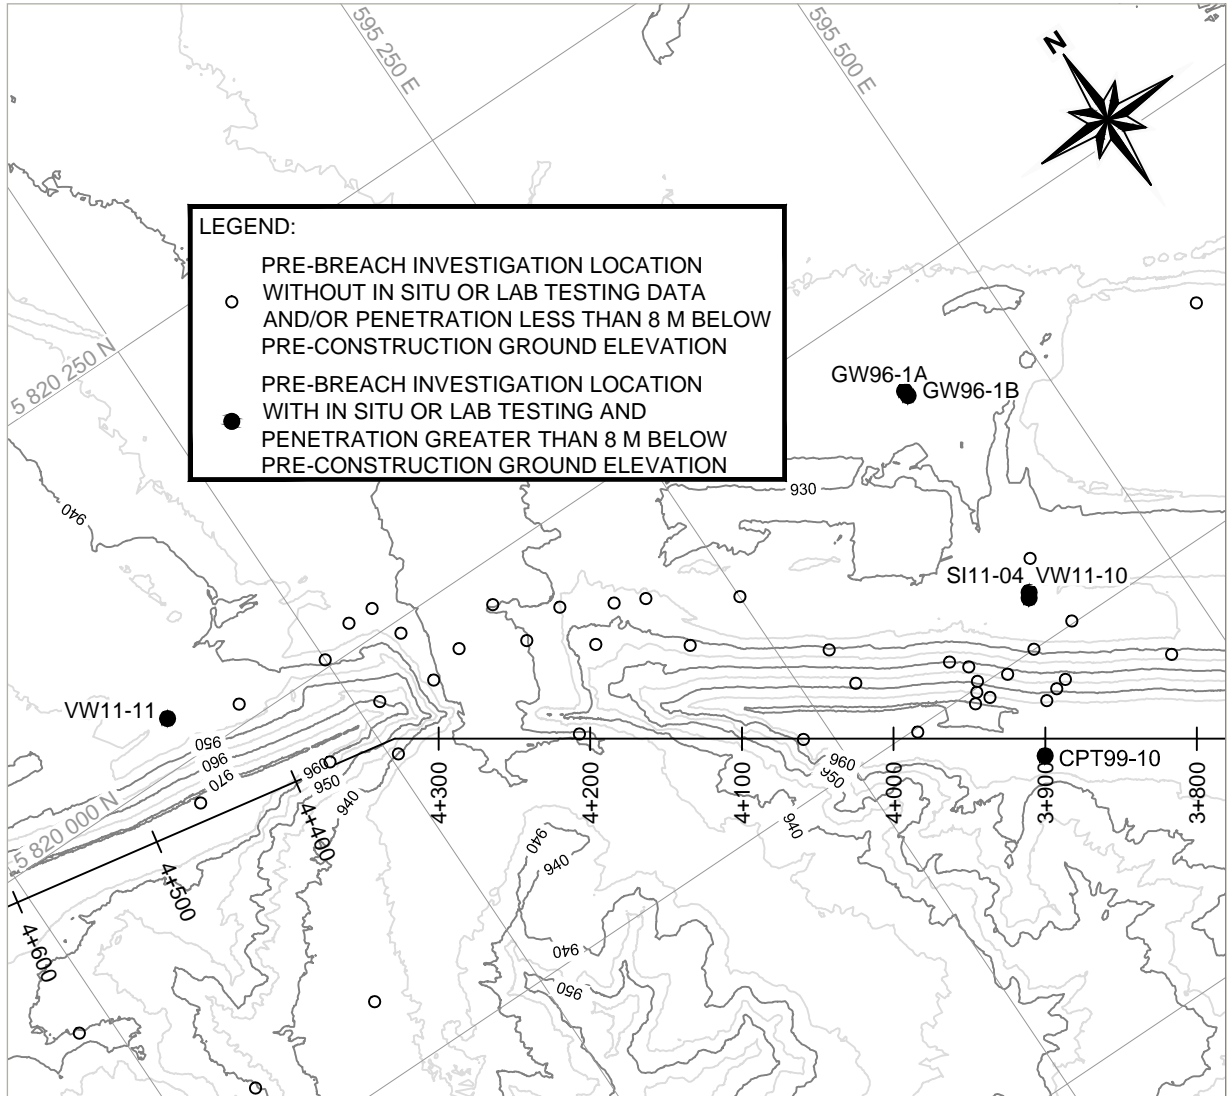 595 250 E
595 500 E
N
LEGEND:
PRE-BREACH INVESTIGATION LOCATION
WITHOUT IN SITU OR LAB TESTING DATA
AND/OR PENETRATION LESS THAN 8 M BELOW
PRE-CONSTRUCTION GROUND ELEVATION
PRE-BREACH INVESTIGATION LOCATION
WITH IN SITU OR LAB TESTING AND
PENETRATION GREATER THAN 8 M BELOW
PRE-CONSTRUCTION GROUND ELEVATION
5 820 250 N
GW96-1A
GW96-1B
930
940
SI11-04
VW11-10
VW11-11
950
960
970
960
950
940
960
950
940
CPT99-10
5 820 000 N
4+600
4+500
4+400
4+300
4+200
4+100
4+000
3+900
3+800
940
940
940
950